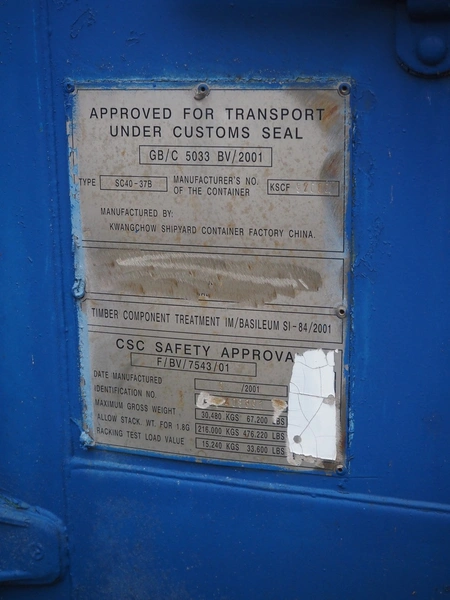 APPROVED FOR TRANSPORT
UNDER CUSTOMS SEAL
GB/C 5033 BV/2001
TYPE SC40-37B MANUFACTURER'S NO. OF THE CONTAINER KSCF
MANUFACTURED BY:
KWANGCHOW SHIPYARD CONTAINER FACTORY CHINA.
TIMBER COMPONENT TREATMENT IM/BASILEUM SI-84/2001
CSC SAFETY APPROVA
F/BV/7543/01
DATE MANUFACTURED /2001
IDENTIFICATION NO.
MAXIMUM GROSS WEIGHT 30,480 KGS 67,200 LBS
ALLOW STACK. WT. FOR 1.8G 216,000 KGS 476,220 LBS
RACKING TEST LOAD VALUE 15,240 KGS 33,600 LBS